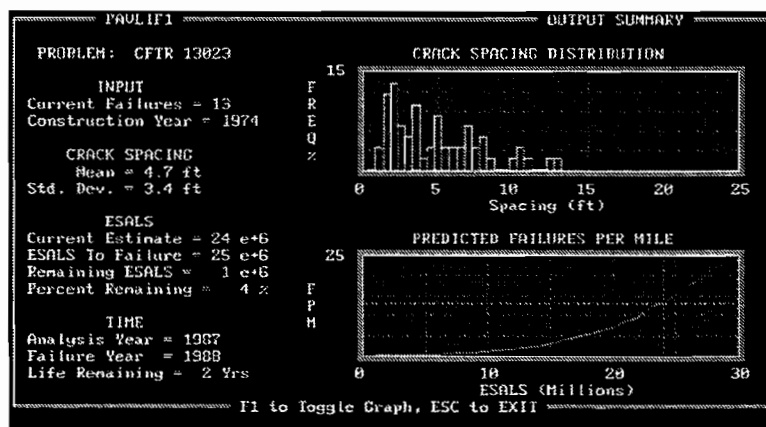 PAVLIF1 OUTPUT SUMMARY
PROBLEM: CFTR 13023
INPUT
Current Failures = 13
Construction Year = 1974
CRACK SPACING
Mean = 4.7 ft
Std. Dev. = 3.4 ft
ESALS
Current Estimate = 24 e+6
ESALS To Failure = 25 e+6
Remaining ESALS = 1 e+6
Percent Remaining = 4 %
TIME
Analysis Year = 1987
Failure Year = 1988
Life Remaining = 2 Yrs
CRACK SPACING DISTRIBUTION
15
FREQ%
0 5 10 15 20 25
Spacing (ft)
PREDICTED FAILURES PER MILE
25
FPM
0 10 20 30
ESALS (Millions)
F1 to Toggle Graph, ESC to EXIT